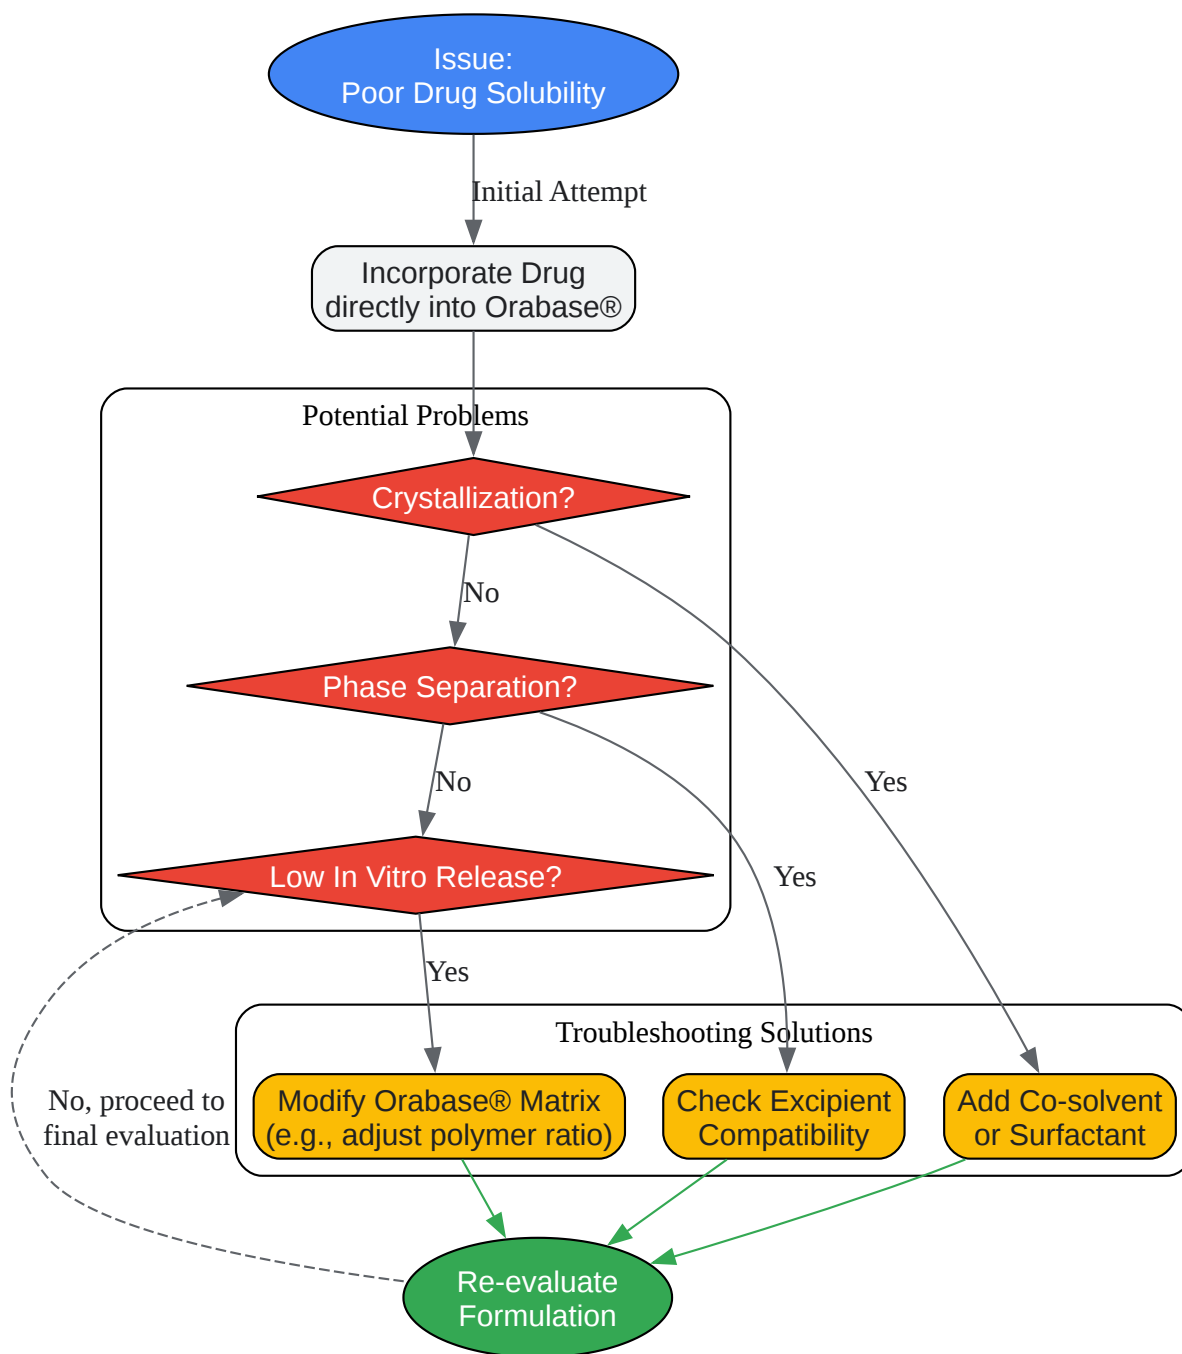 Issue:
Poor Drug Solubility
Initial Attempt
Incorporate Drug
directly into Orabase®
Potential Problems
Crystallization?
No
Phase Separation?
No
Yes
Low In Vitro Release?
Yes
Yes
Troubleshooting Solutions
Modify Orabase® Matrix
(e.g., adjust polymer ratio)
Check Excipient
Compatibility
Add Co-solvent
or Surfactant
No, proceed to
final evaluation
Re-evaluate
Formulation